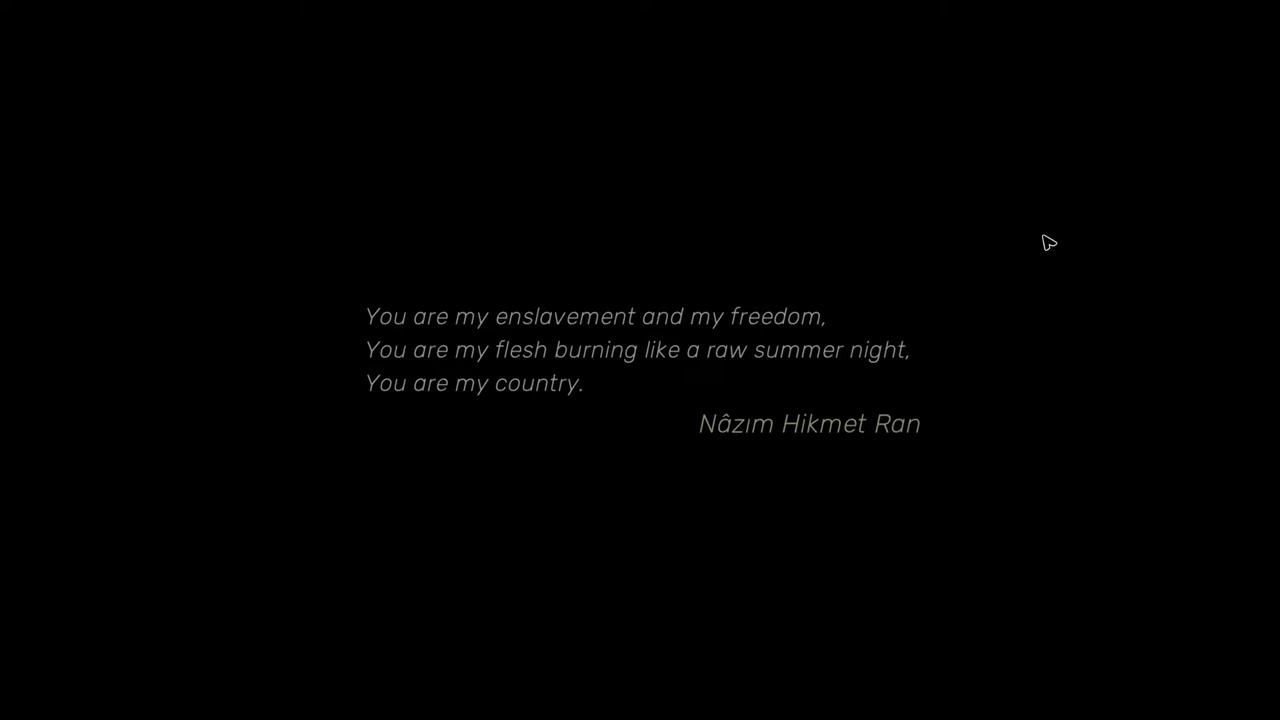 You are my enslavement and my freedom,
You are my flesh burning like a raw summer night,
You are my country.
Nâzım Hikmet Ran